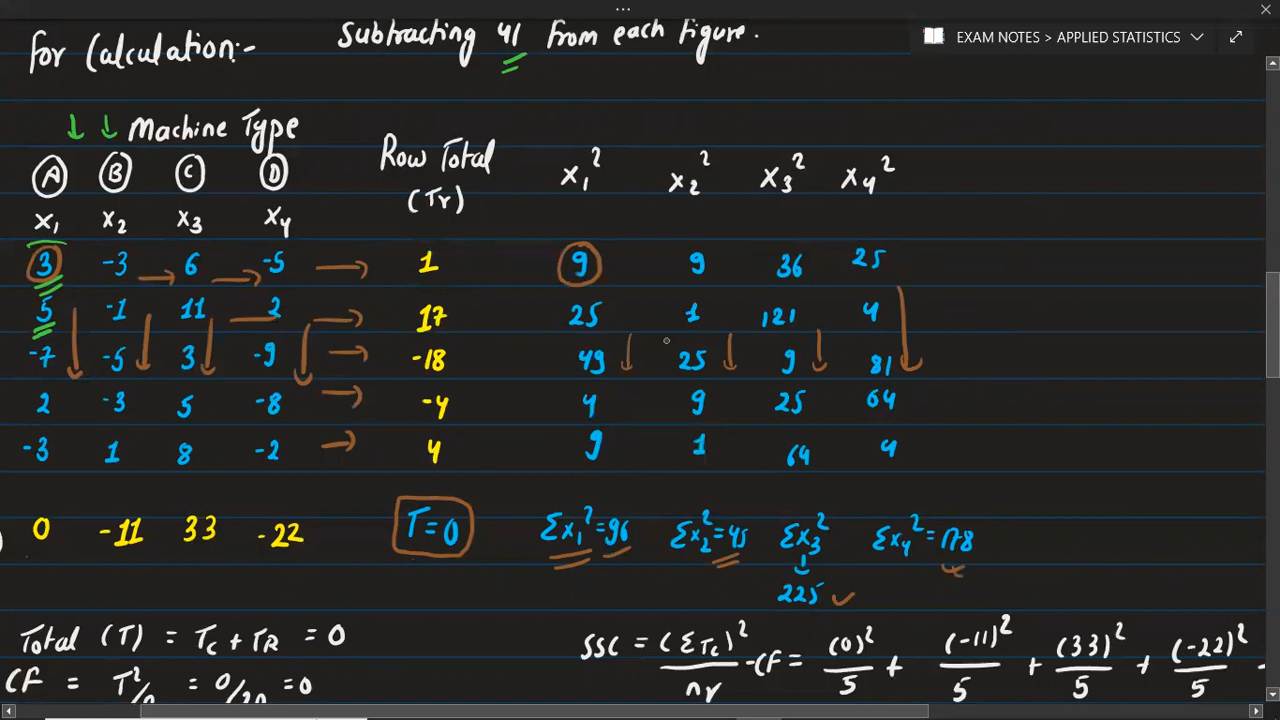 ...
×
For Calculation:-
Subtracting 41 from each figure.
EXAM NOTES > APPLIED STATISTICS
Machine Type
Row Total
(Tr)
A B C D
x₁ x₂ x₃ x₄ x₁² x₂² x₃² x₄²
3 -3 6 -5 1 9 9 36 25
5 -1 11 2 17 25 1 121 4
-7 -5 3 -9 -18 49 25 9 81
2 -3 5 -8 -4 4 9 25 64
-3 1 8 -2 4 9 1 64 4
0 -11 33 -22 T=0 Σx₁²=96 Σx₂²=45 Σx₃² Σx₄²=178
225
Total (T) = Tc + TR = 0
SSC = (ΣTc)²/nr - CF = (0)²/5 + (-11)²/5 + (33)²/5 + (-22)²/5 -
CF = T²/n = 0/20 = 0